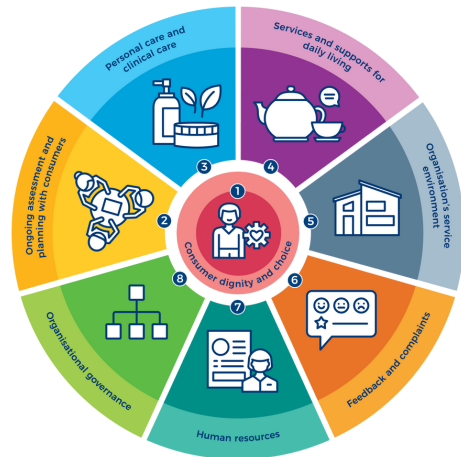 1
Consumer dignity and choice
2
Ongoing assessment and
planning with consumers
3
Personal care and
clinical care
4
Services and supports for
daily living
5
Organisation's service
environment
6
Feedback and complaints
7
Human resources
8
Organisational governance